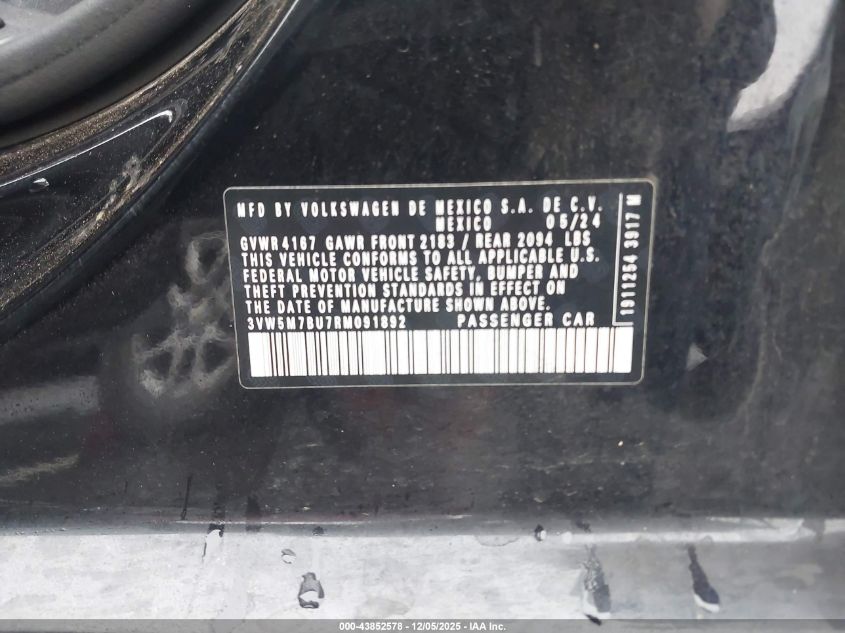 MFD BY VOLKSWAGEN DE MEXICO S.A. DE C.V.
MEXICO 05/24
GVWR 4167 GAWR FRONT 2183 / REAR 2094 LBS
THIS VEHICLE CONFORMS TO ALL APPLICABLE U.S.
FEDERAL MOTOR VEHICLE SAFETY, BUMPER AND
THEFT PREVENTION STANDARDS IN EFFECT ON
THE DATE OF MANUFACTURE SHOWN ABOVE.
3VW5M7BU7RM091892 PASSENGER CAR
1011254 3917 M
000-43852578 - 12/05/2025 - IAA Inc.